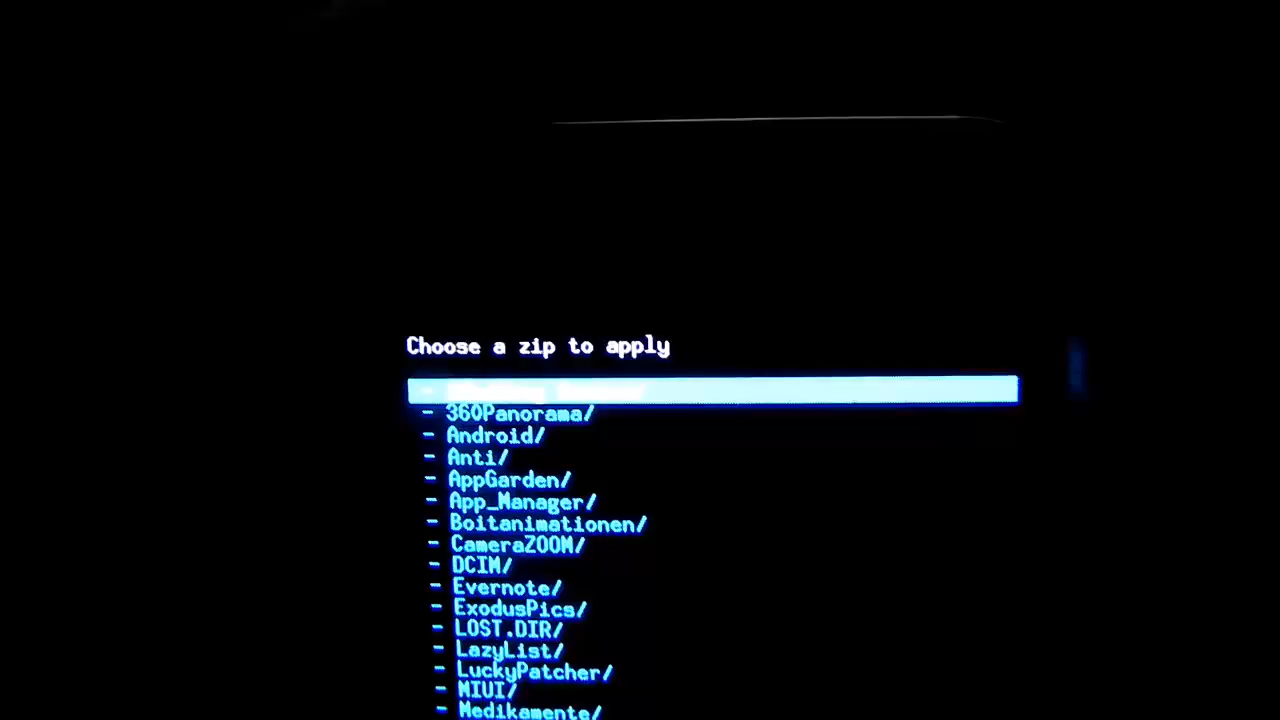 Choose a zip to apply
- 360Panorama/
- Android/
- Anti/
- AppGarden/
- App_Manager/
- Boitanimationen/
- CameraZOOM/
- DCIM/
- Evernote/
- ExodusPics/
- LOST.DIR/
- LazyList/
- LuckyPatcher/
- MIUI/
- Medikamente/